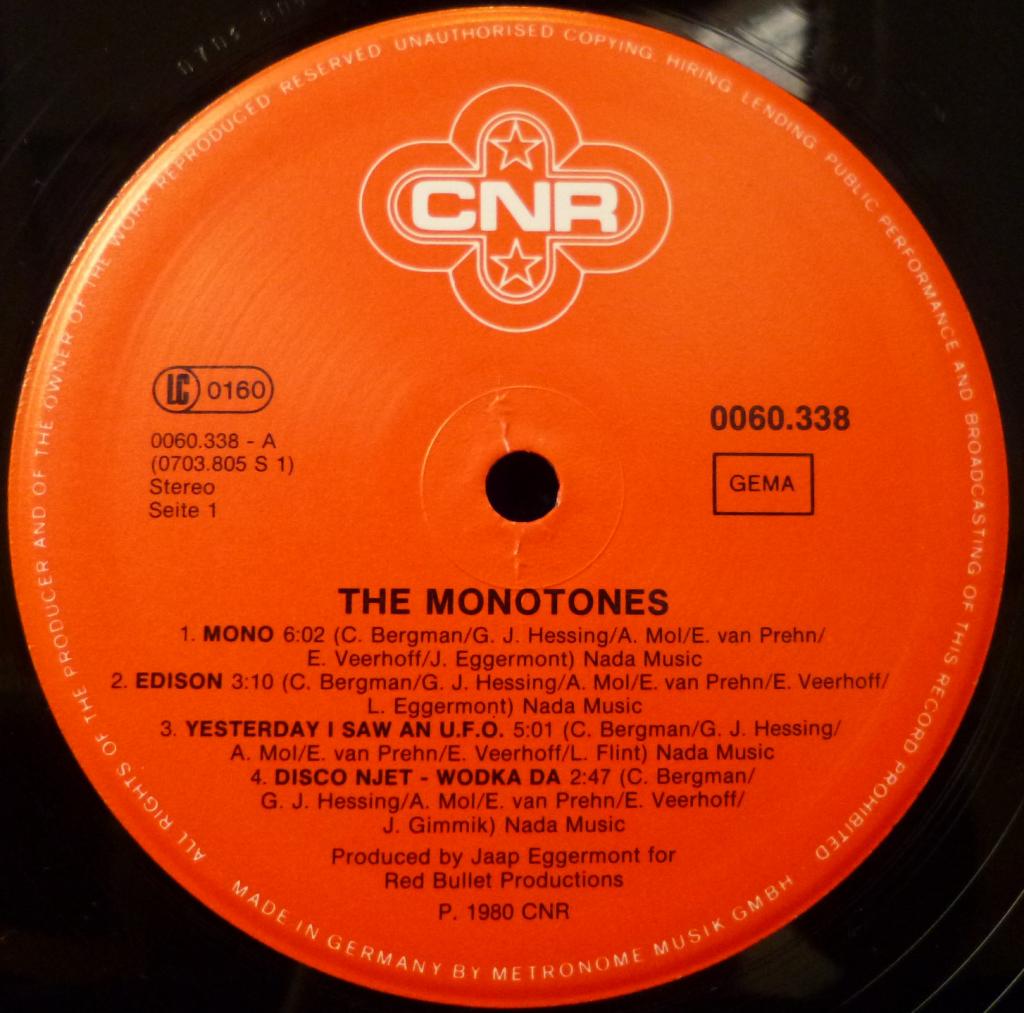 ALL RIGHTS OF THE PRODUCER AND OF THE OWNER OF THE WORK REPRODUCED RESERVED UNAUTHORISED COPYING. HIRING LENDING PUBLIC PERFORMANCE AND BROADCASTING OF THIS RECORD PROHIBITED
CNR
LC 0160
0060.338 - A
(0703.805 S 1)
Stereo
Seite 1
0060.338
GEMA
THE MONOTONES
1. MONO 6:02 (C. Bergman/G. J. Hessing/A. Mol/E. van Prehn/
E. Veerhoff/J. Eggermont) Nada Music
2. EDISON 3:10 (C. Bergman/G. J. Hessing/A. Mol/E. van Prehn/E. Veerhoff/
L. Eggermont) Nada Music
3. YESTERDAY I SAW AN U.F.O. 5:01 (C. Bergman/G. J. Hessing/
A. Mol/E. van Prehn/E. Veerhoff/L. Flint) Nada Music
4. DISCO NJET - WODKA DA 2:47 (C. Bergman/
G. J. Hessing/A. Mol/E. van Prehn/E. Veerhoff/
J. Gimmik) Nada Music
Produced by Jaap Eggermont for
Red Bullet Productions
P. 1980 CNR
MADE IN GERMANY BY METRONOME MUSIK GMBH